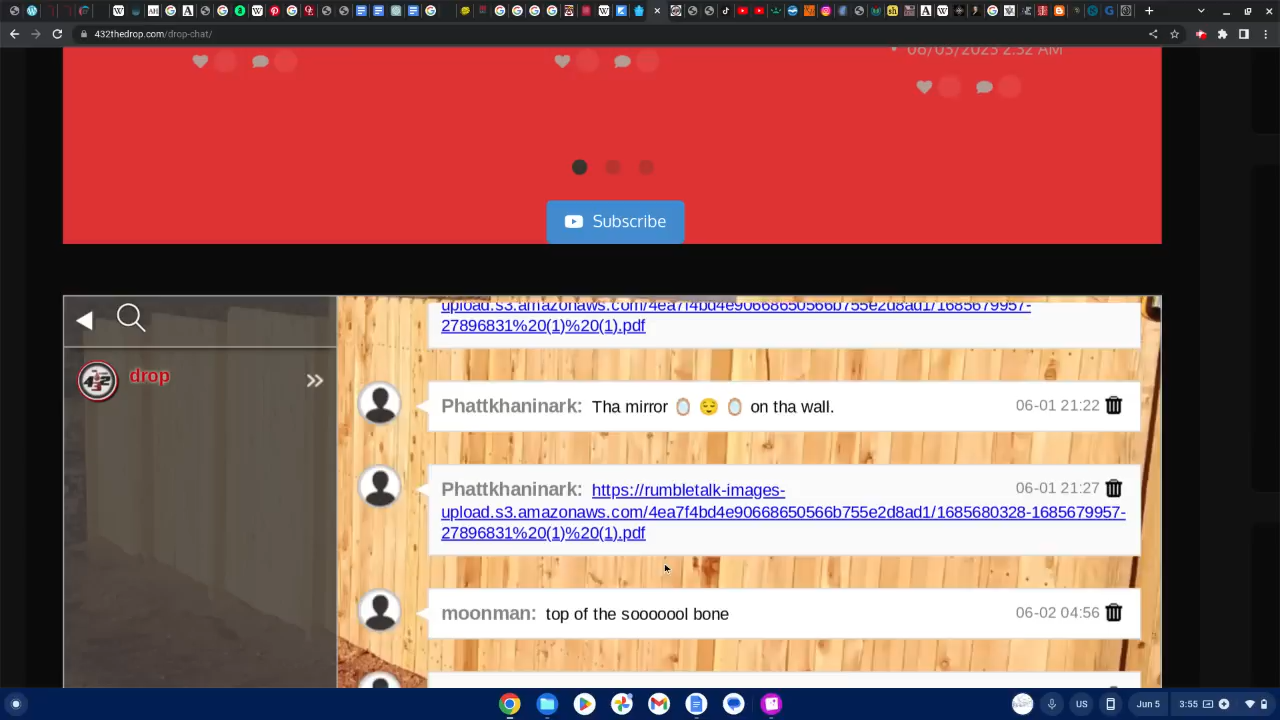 432thedrop.com/drop-chat/
06/03/2023 2:32 AM
Subscribe
upload.s3.amazonaws.com/4ea7f4bd4e90668650566b755e2d8ad1/1685679957-
27896831%20(1)%20(1).pdf
432 drop
Phattkhaninark: Tha mirror 🪞 😌 🪞 on tha wall. 06-01 21:22
Phattkhaninark: https://rumbletalk-images- 06-01 21:27
upload.s3.amazonaws.com/4ea7f4bd4e90668650566b755e2d8ad1/1685680328-1685679957-
27896831%20(1)%20(1).pdf
moonman: top of the sooooool bone 06-02 04:56
US Jun 5 3:55